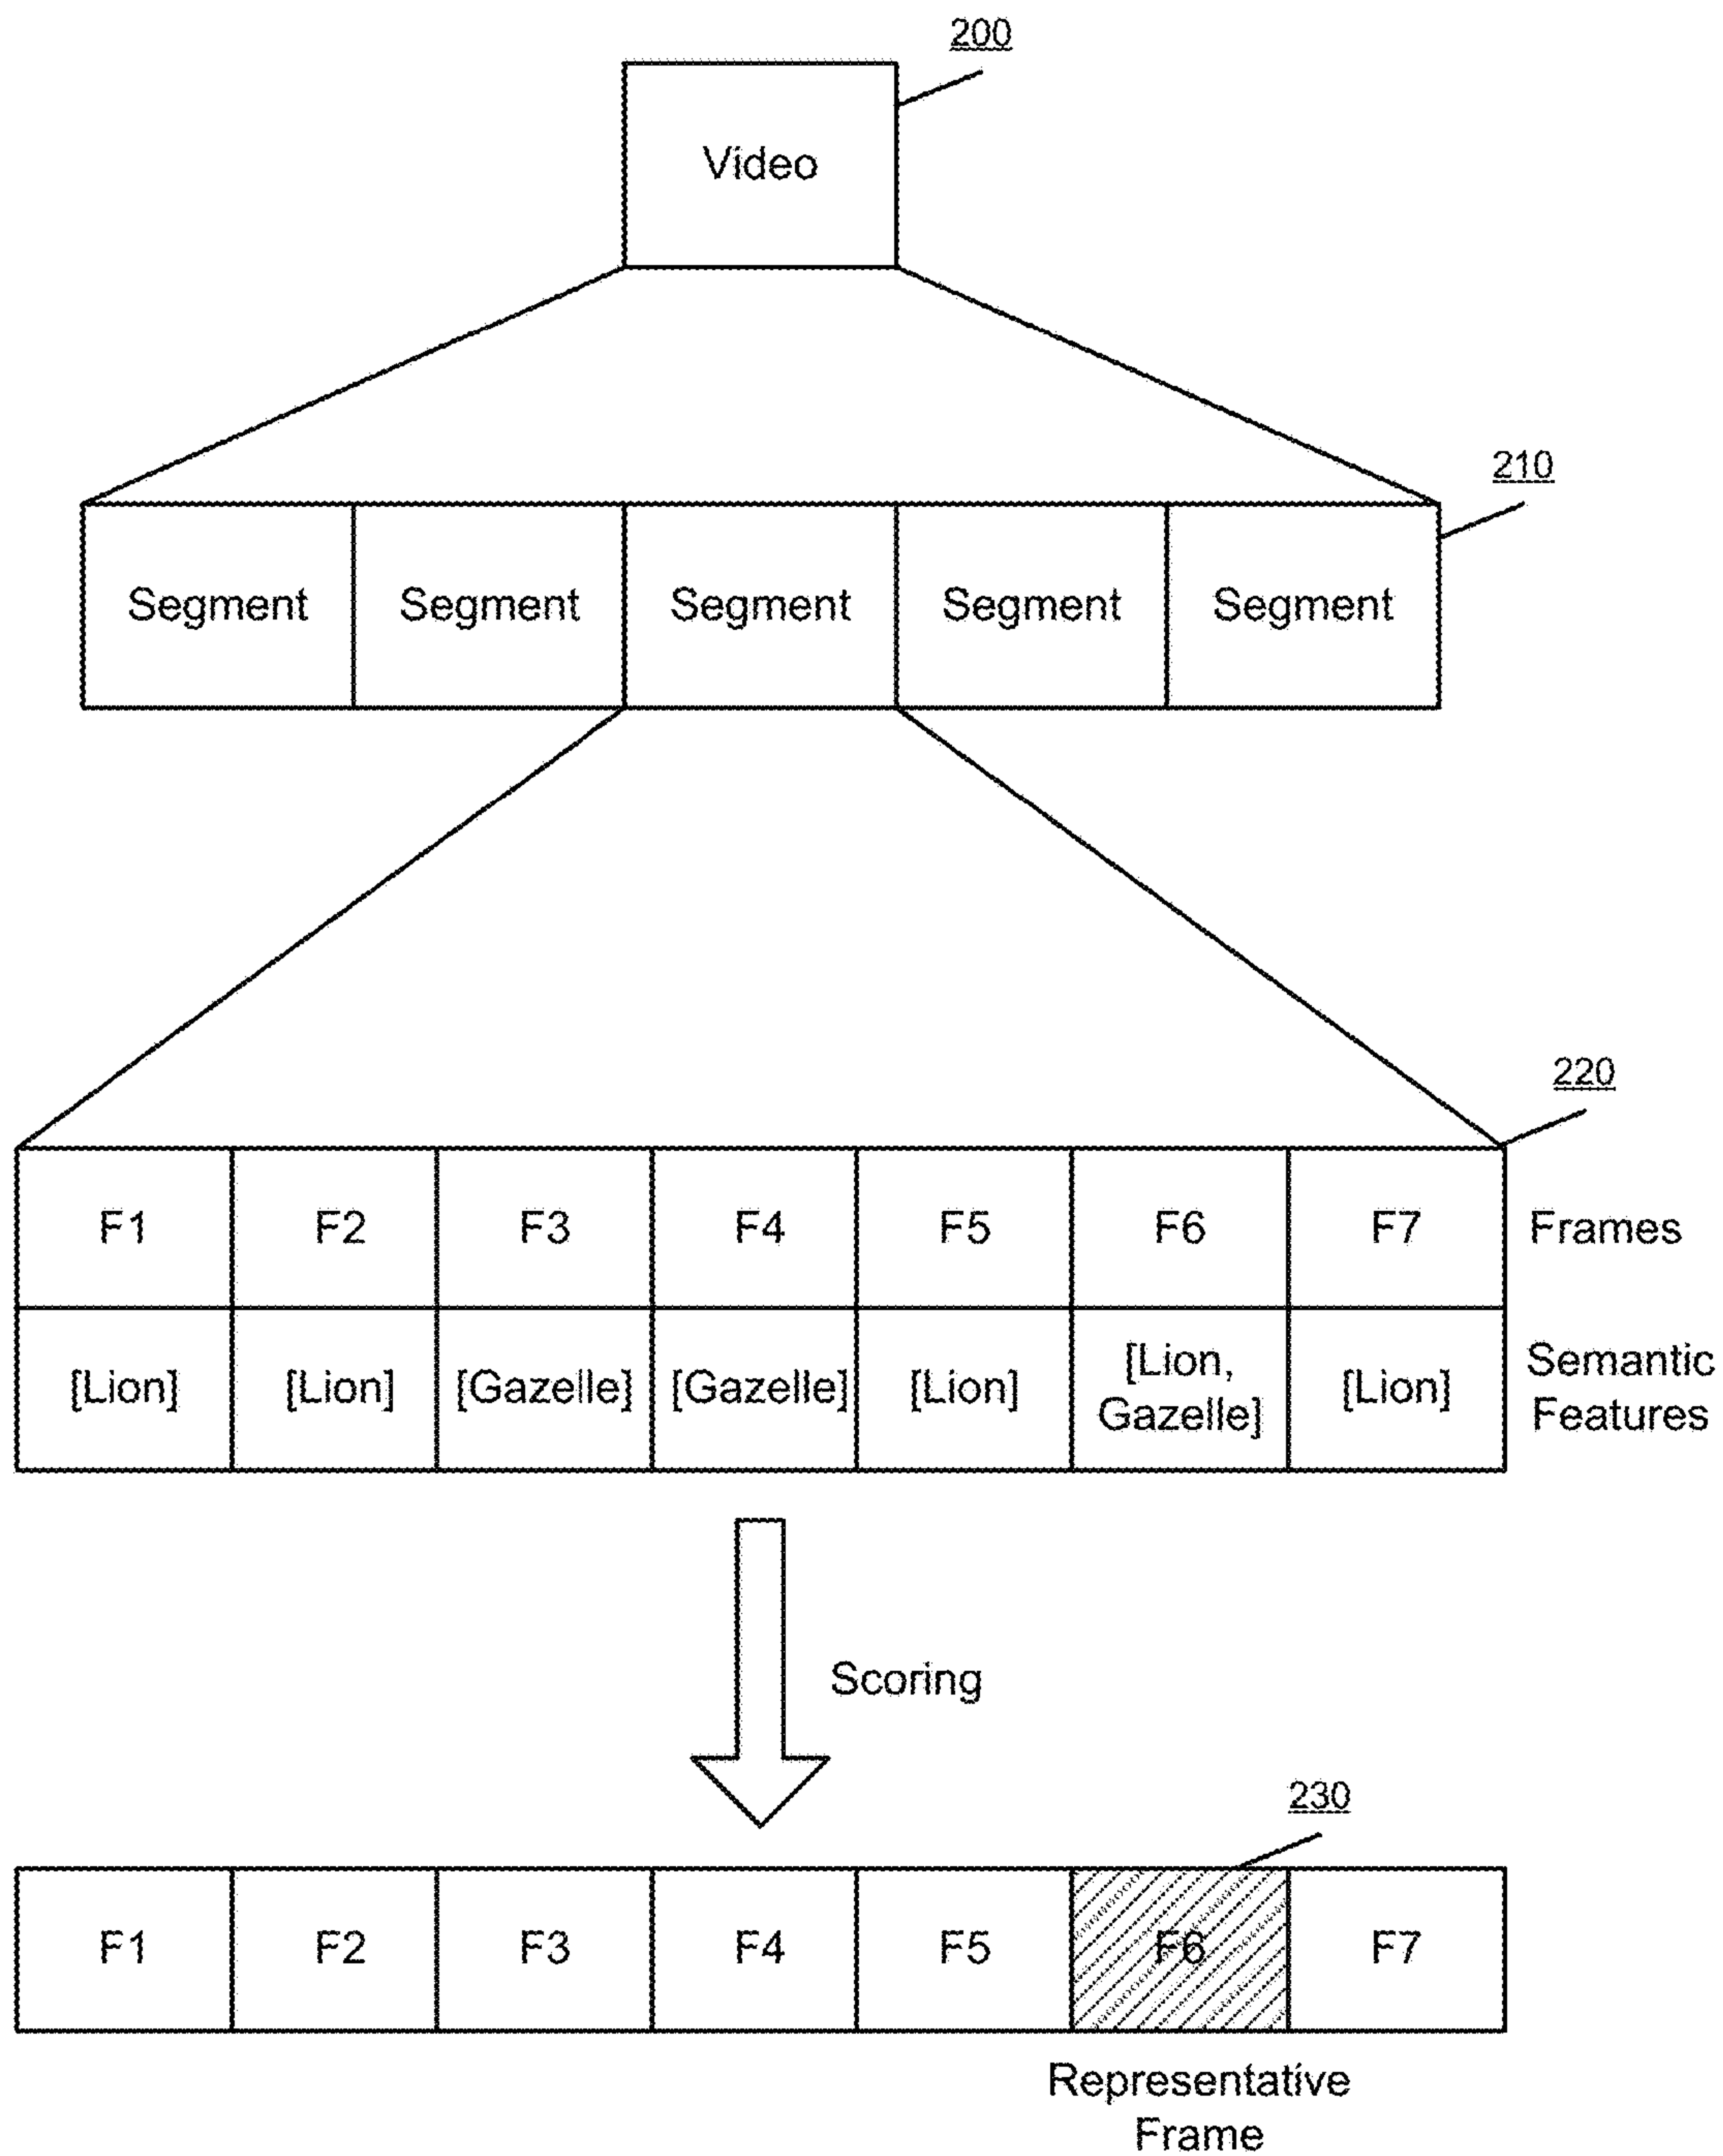 200
Video
210
Segment Segment Segment Segment Segment
220
F1 F2 F3 F4 F5 F6 F7 Frames
[Lion] [Lion] [Gazelle] [Gazelle] [Lion] [Lion, Gazelle] [Lion] Semantic Features
Scoring
230
F1 F2 F3 F4 F5 F6 F7
Representative
Frame